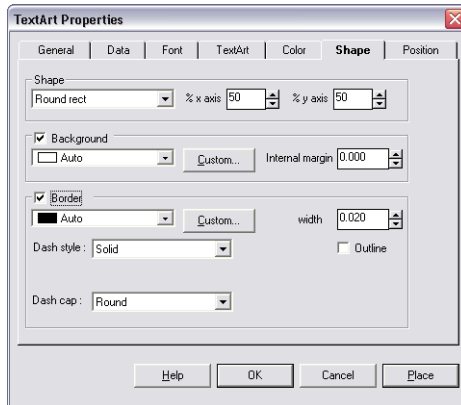 TextArt Properties
General Data Font TextArt Color Shape Position
Shape
Round rect % x axis 50 % y axis 50
Background
Auto Custom... Internal margin 0.000
Border
Auto Custom... width 0.020
Dash style : Solid Outline
Dash cap : Round
Help OK Cancel Place